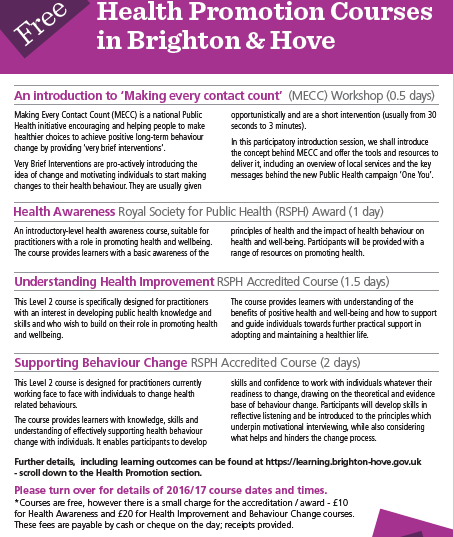 Free
Health Promotion Courses
in Brighton & Hove
An introduction to ‘Making every contact count’ (MECC) Workshop (0.5 days)
Making Every Contact Count (MECC) is a national Public
Health initiative encouraging and helping people to make
healthier choices to achieve positive long-term behaviour
change by providing ‘very brief interventions’.
Very Brief Interventions are pro-actively introducing the
idea of change and motivating individuals to start making
changes to their health behaviour. They are usually given
opportunistically and are a short intervention (usually from 30
seconds to 3 minutes).
In this participatory introduction session, we shall introduce
the concept behind MECC and offer the tools and resources to
deliver it, including an overview of local services and the key
messages behind the new Public Health campaign ‘One You’.
Health Awareness Royal Society for Public Health (RSPH) Award (1 day)
An introductory-level health awareness course, suitable for
practitioners with a role in promoting health and wellbeing.
The course provides learners with a basic awareness of the
principles of health and the impact of health behaviour on
health and well-being. Participants will be provided with a
range of resources on promoting health.
Understanding Health Improvement RSPH Accredited Course (1.5 days)
This Level 2 course is specifically designed for practitioners
with an interest in developing public health knowledge and
skills and who wish to build on their role in promoting health
and wellbeing.
The course provides learners with understanding of the
benefits of positive health and well-being and how to support
and guide individuals towards further practical support in
adopting and maintaining a healthier life.
Supporting Behaviour Change RSPH Accredited Course (2 days)
This Level 2 course is designed for practitioners currently
working face to face with individuals to change health
related behaviours.
The course provides learners with knowledge, skills and
understanding of effectively supporting health behaviour
change with individuals. It enables participants to develop
skills and confidence to work with individuals whatever their
readiness to change, drawing on the theoretical and evidence
base of behaviour change. Participants will develop skills in
reflective listening and be introduced to the principles which
underpin motivational interviewing, while also considering
what helps and hinders the change process.
Further details, including learning outcomes can be found at https://learning.brighton-hove.gov.uk
- scroll down to the Health Promotion section.
Please turn over for details of 2016/17 course dates and times.
*Courses are free, however there is a small charge for the accreditation / award - £10
for Health Awareness and £20 for Health Improvement and Behaviour Change courses.
These fees are payable by cash or cheque on the day; receipts provided.